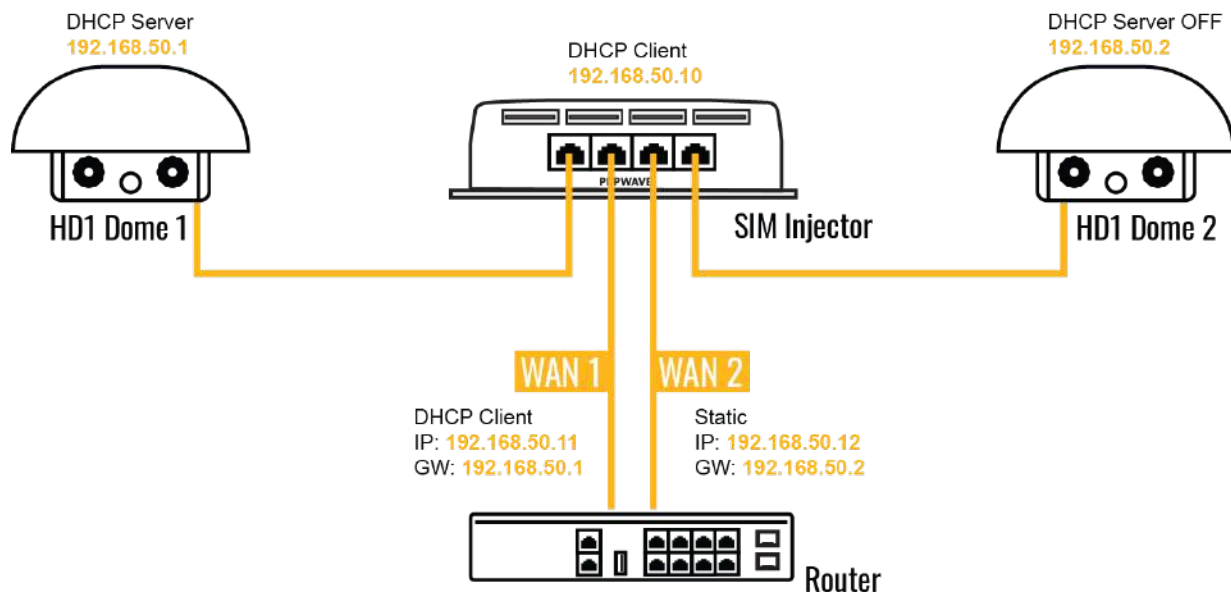 DHCP Server
192.168.50.1
DHCP Client
192.168.50.10
DHCP Server OFF
192.168.50.2
PEPWAVE
HD1 Dome 1
SIM Injector
HD1 Dome 2
WAN 1
WAN 2
DHCP Client
IP: 192.168.50.11
GW: 192.168.50.1
Static
IP: 192.168.50.12
GW: 192.168.50.2
Router